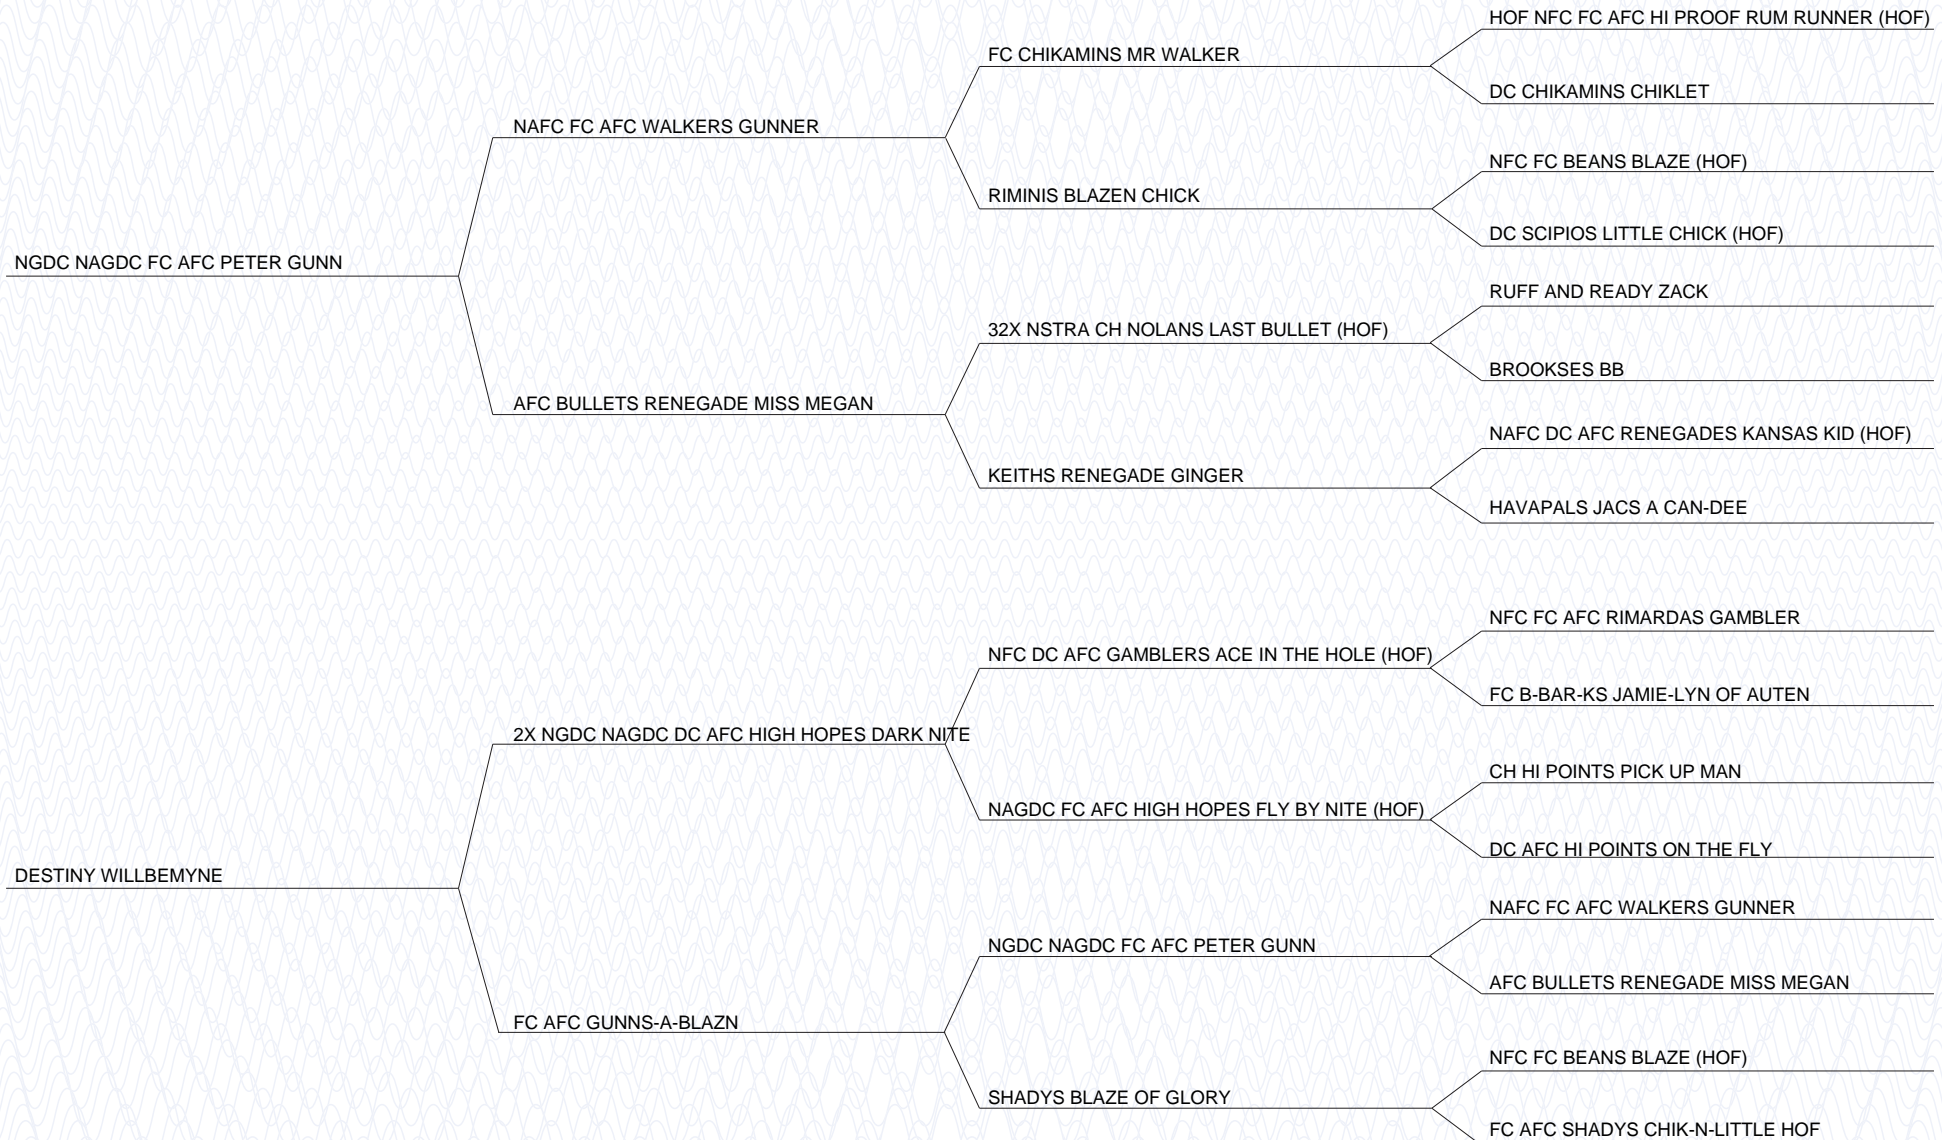 HOF NFC FC AFC HI PROOF RUM RUNNER (HOF)
FC CHIKAMINS MR WALKER
DC CHIKAMINS CHIKLET
NAFC FC AFC WALKERS GUNNER
NFC FC BEANS BLAZE (HOF)
RIMINIS BLAZEN CHICK
DC SCIPIOS LITTLE CHICK (HOF)
NGDC NAGDC FC AFC PETER GUNN
RUFF AND READY ZACK
32X NSTRA CH NOLANS LAST BULLET (HOF)
BROOKSES BB
AFC BULLETS RENEGADE MISS MEGAN
NAFC DC AFC RENEGADES KANSAS KID (HOF)
KEITHS RENEGADE GINGER
HAVAPALS JACS A CAN-DEE
NFC FC AFC RIMARDAS GAMBLER
NFC DC AFC GAMBLERS ACE IN THE HOLE (HOF)
FC B-BAR-KS JAMIE-LYN OF AUTEN
2X NGDC NAGDC DC AFC HIGH HOPES DARK NITE
CH HI POINTS PICK UP MAN
NAGDC FC AFC HIGH HOPES FLY BY NITE (HOF)
DC AFC HI POINTS ON THE FLY
DESTINY WILLBEMYNE
NAFC FC AFC WALKERS GUNNER
NGDC NAGDC FC AFC PETER GUNN
AFC BULLETS RENEGADE MISS MEGAN
FC AFC GUNNS-A-BLAZN
NFC FC BEANS BLAZE (HOF)
SHADYS BLAZE OF GLORY
FC AFC SHADYS CHIK-N-LITTLE HOF